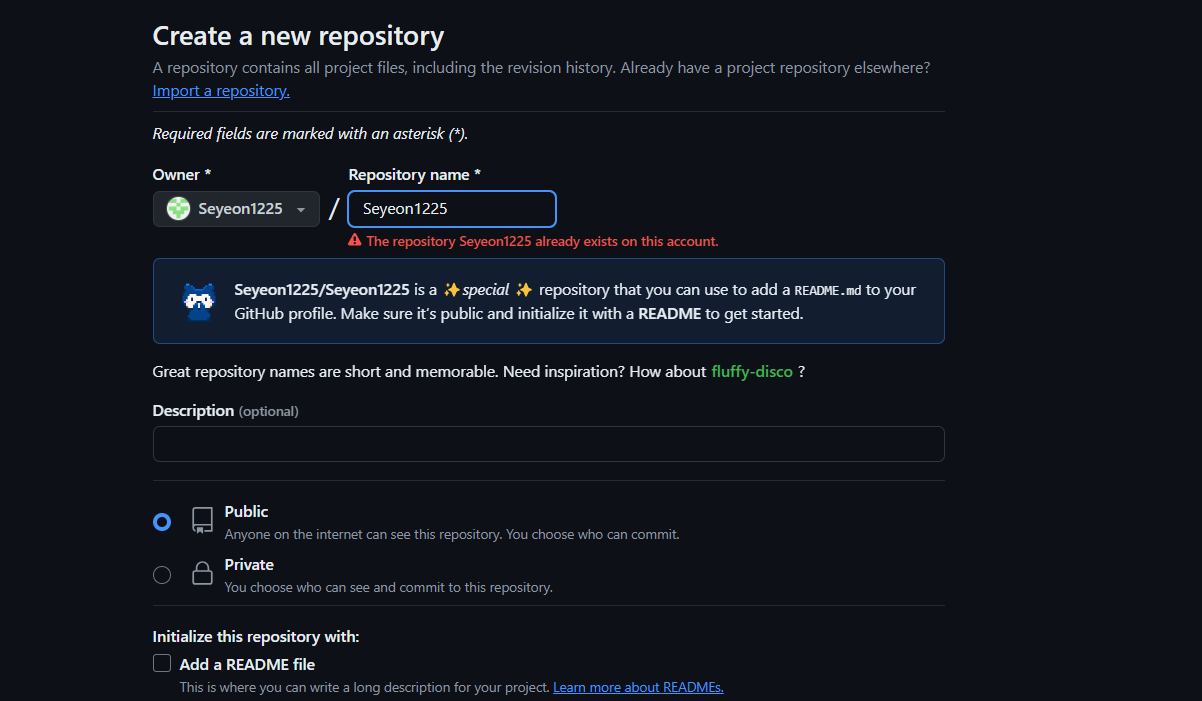 Create a new repository
A repository contains all project files, including the revision history. Already have a project repository elsewhere?
Import a repository.
Required fields are marked with an asterisk (*).
Owner *
Repository name *
Seyeon1225
/
Seyeon1225
The repository Seyeon1225 already exists on this account.
Seyeon1225/Seyeon1225 is a ✨special ✨ repository that you can use to add a README.md to your
GitHub profile. Make sure it’s public and initialize it with a README to get started.
Great repository names are short and memorable. Need inspiration? How about fluffy-disco ?
Description (optional)
Public
Anyone on the internet can see this repository. You choose who can commit.
Private
You choose who can see and commit to this repository.
Initialize this repository with:
Add a README file
This is where you can write a long description for your project. Learn more about READMEs.